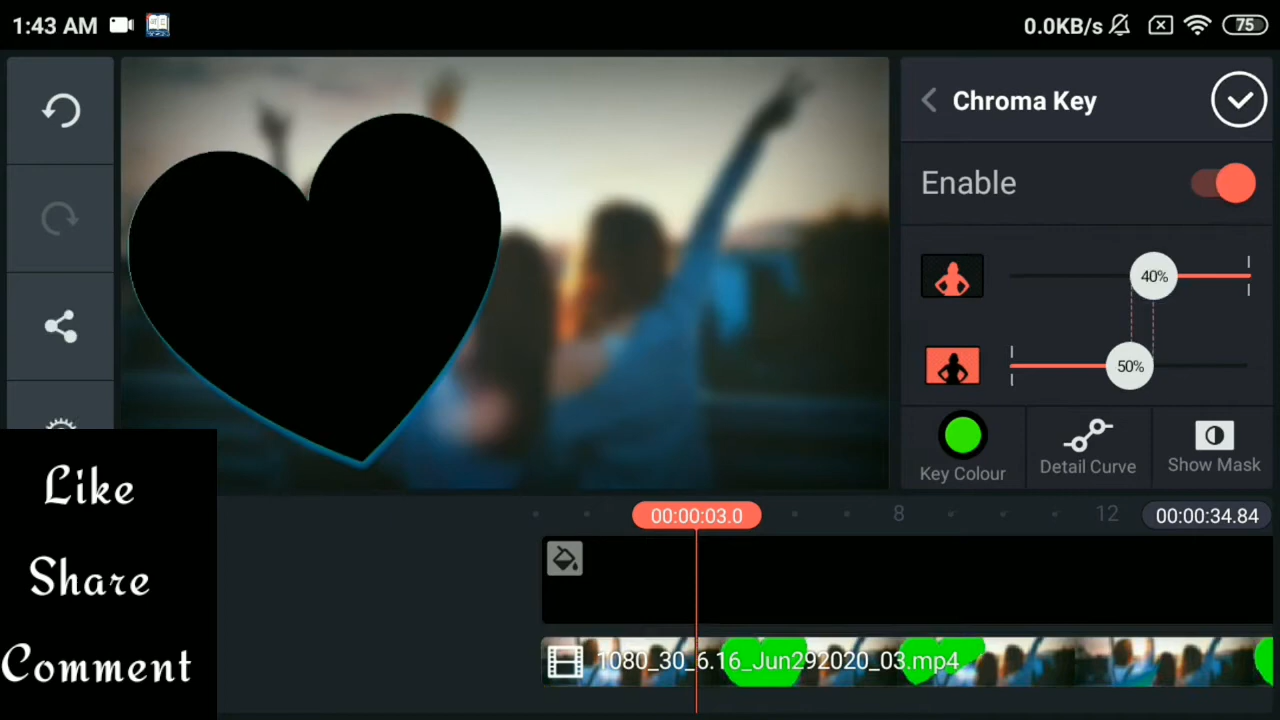 1:43 AM
0.0KB/s
75
Chroma Key
Enable
40%
50%
Key Colour
Detail Curve
Show Mask
Like
Share
Comment
00:00:03.0
8
12
00:00:34.84
1080_30_6.16_Jun292020_03.mp4